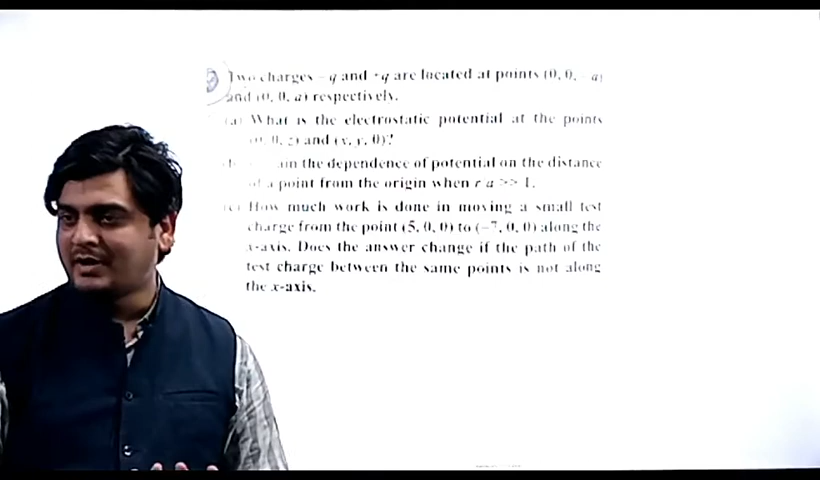 Two charges –q and +q are located at points (0, 0, – a)
and (0, 0, a) respectively.
(a) What is the electrostatic potential at the points
(0, 0, z) and (x, y, 0)?
the dependence of potential on the distance
of a point from the origin when r a >> 1.
(c) How much work is done in moving a small test
charge from the point (5, 0, 0) to (–7, 0, 0) along the
x-axis. Does the answer change if the path of the
test charge between the same points is not along
the x-axis.